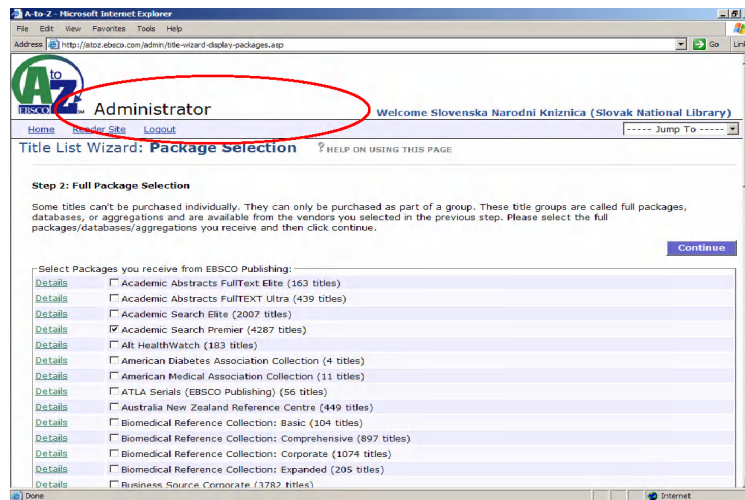 A-to-Z - Microsoft Internet Explorer
File Edit View Favorites Tools Help
Address http://atoz.ebsco.com/admin/title-wizard-display-packages.asp Go Link
A to Z
EBSCO Administrator
Welcome Slovenska Narodni Kniznica (Slovak National Library)
Home Reader Site Logout ----- Jump To -----
Title List Wizard: Package Selection ? HELP ON USING THIS PAGE
Step 2: Full Package Selection
Some titles can't be purchased individually. They can only be purchased as part of a group. These title groups are called full packages,
databases, or aggregations and are available from the vendors you selected in the previous step. Please select the full
packages/databases/aggregations you receive and then click continue.
Continue
Select Packages you receive from EBSCO Publishing:
Details Academic Abstracts FullText Elite (163 titles)
Details Academic Abstracts FullTEXT Ultra (439 titles)
Details Academic Search Elite (2007 titles)
Details Academic Search Premier (4287 titles)
Details Alt HealthWatch (183 titles)
Details American Diabetes Association Collection (4 titles)
Details American Medical Association Collection (11 titles)
Details ATLA Serials (EBSCO Publishing) (56 titles)
Details Australia New Zealand Reference Centre (449 titles)
Details Biomedical Reference Collection: Basic (104 titles)
Details Biomedical Reference Collection: Comprehensive (897 titles)
Details Biomedical Reference Collection: Corporate (1074 titles)
Details Biomedical Reference Collection: Expanded (205 titles)
Details Business Source Corporate (3782 titles)
Done Internet